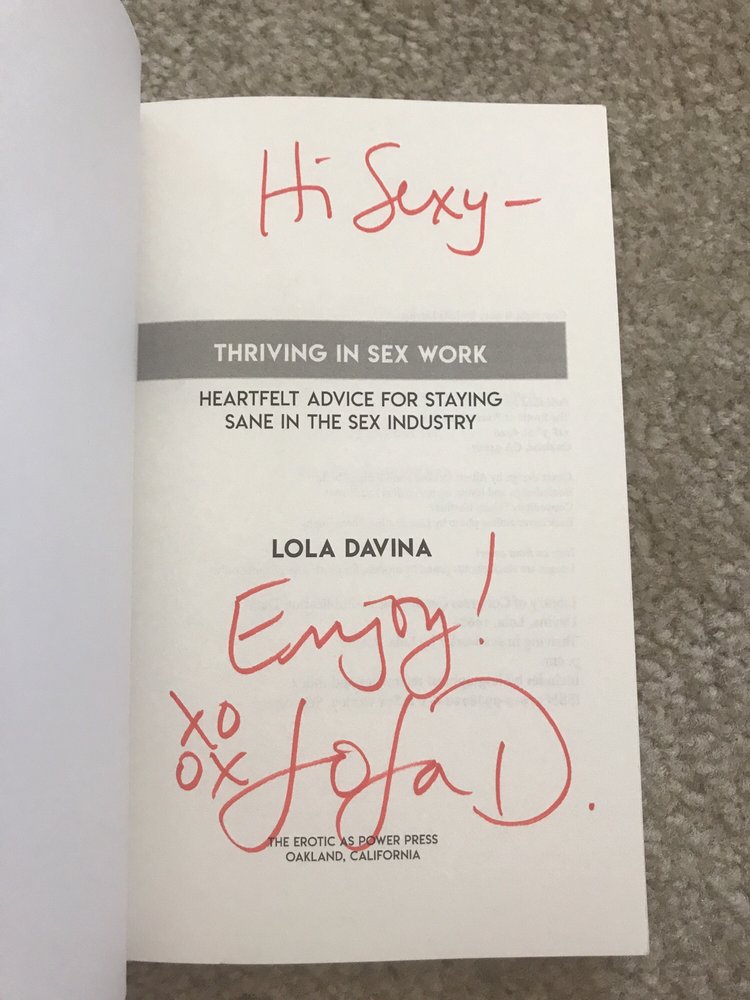 Hi Sexy –
THRIVING IN SEX WORK
HEARTFELT ADVICE FOR STAYING
SANE IN THE SEX INDUSTRY
LOLA DAVINA
Enjoy!
XO
OX Lola D.
THE EROTIC AS POWER PRESS
OAKLAND, CALIFORNIA